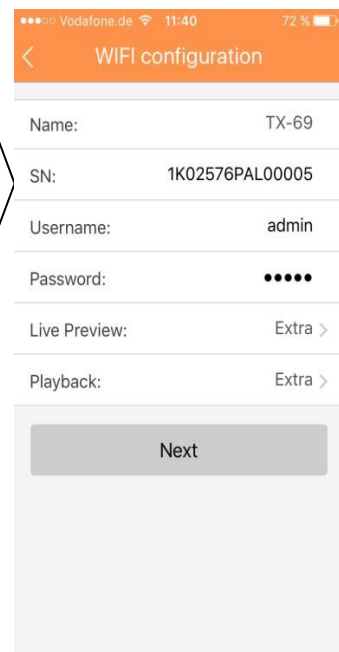 ●●●○○ Vodafone.de 11:40 72 %
WIFI configuration
Name: TX-69
SN: 1K02576PAL00005
Username: admin
Password: ●●●●●
Live Preview: Extra >
Playback: Extra >
Next